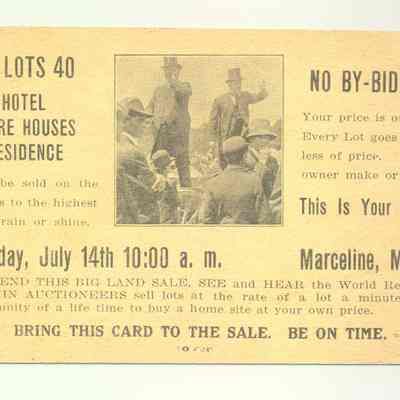 LOTS 40
HOTEL
RE HOUSES
ESIDENCE
be sold on the
s to the highest
rain or shine.
NO BY-BID
Your price is ou
Every Lot goes
less of price.
owner make or
This Is Your
day, July 14th 10:00 a. m. Marceline, M
END THIS BIG LAND SALE, SEE and HEAR the World Re
IN AUCTIONEERS sell lots at the rate of a lot a minute
unity of a life time to buy a home site at your own price.
BRING THIS CARD TO THE SALE. BE ON TIME.